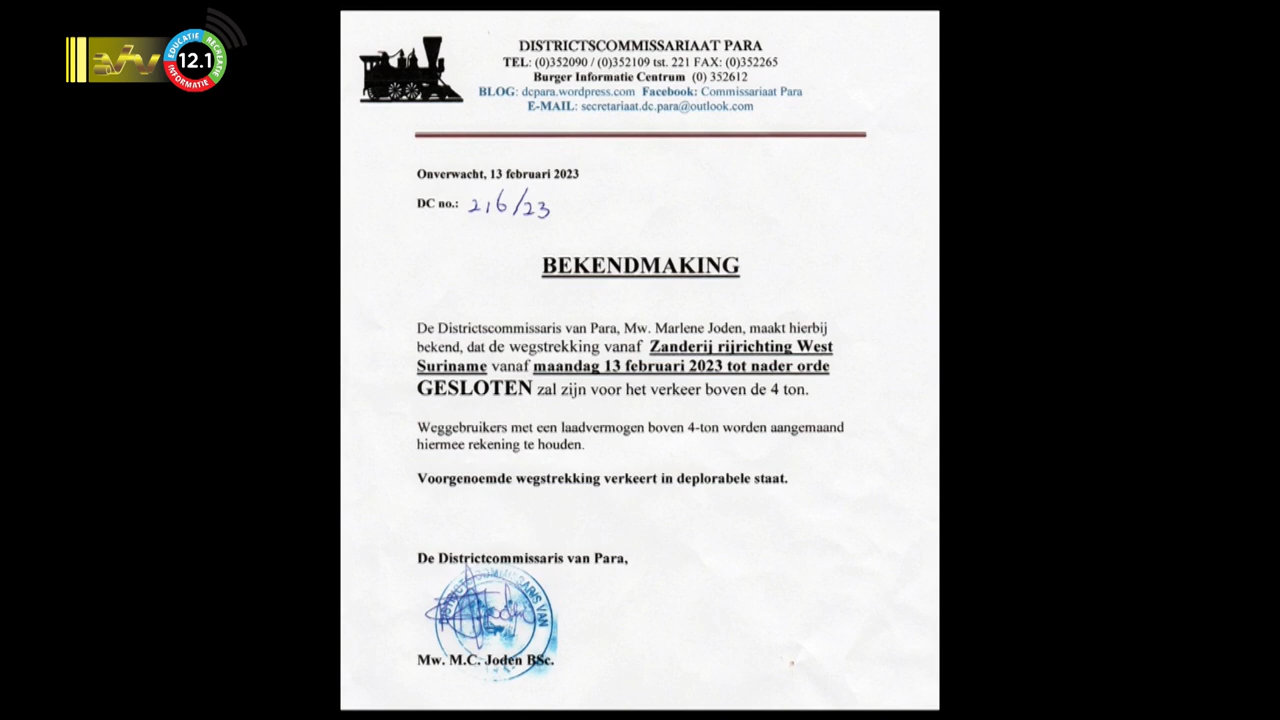 EDUCATIE
RECREATIE
INFORMATIE
12.1
DISTRICTSCOMMISSARIAAT PARA
TEL: (0)352090 / (0)352109 tst. 221 FAX: (0)352265
Burger Informatie Centrum (0) 352612
BLOG: dcpara.wordpress.com Facebook: Commissariaat Para
E-MAIL: secretariaat.dc.para@outlook.com
Onverwacht, 13 februari 2023
DC no.: 216/23
BEKENDMAKING
De Districtscommissaris van Para, Mw. Marlene Joden, maakt hierbij
bekend, dat de wegstrekking vanaf Zanderij rijrichting West
Suriname vanaf maandag 13 februari 2023 tot nader orde
GESLOTEN zal zijn voor het verkeer boven de 4 ton.
Weggebruikers met een laadvermogen boven 4-ton worden aangemaand
hiermee rekening te houden.
Voorgenoemde wegstrekking verkeert in deplorabele staat.
De Districtcommissaris van Para,
Mw. M.C. Joden BSc.